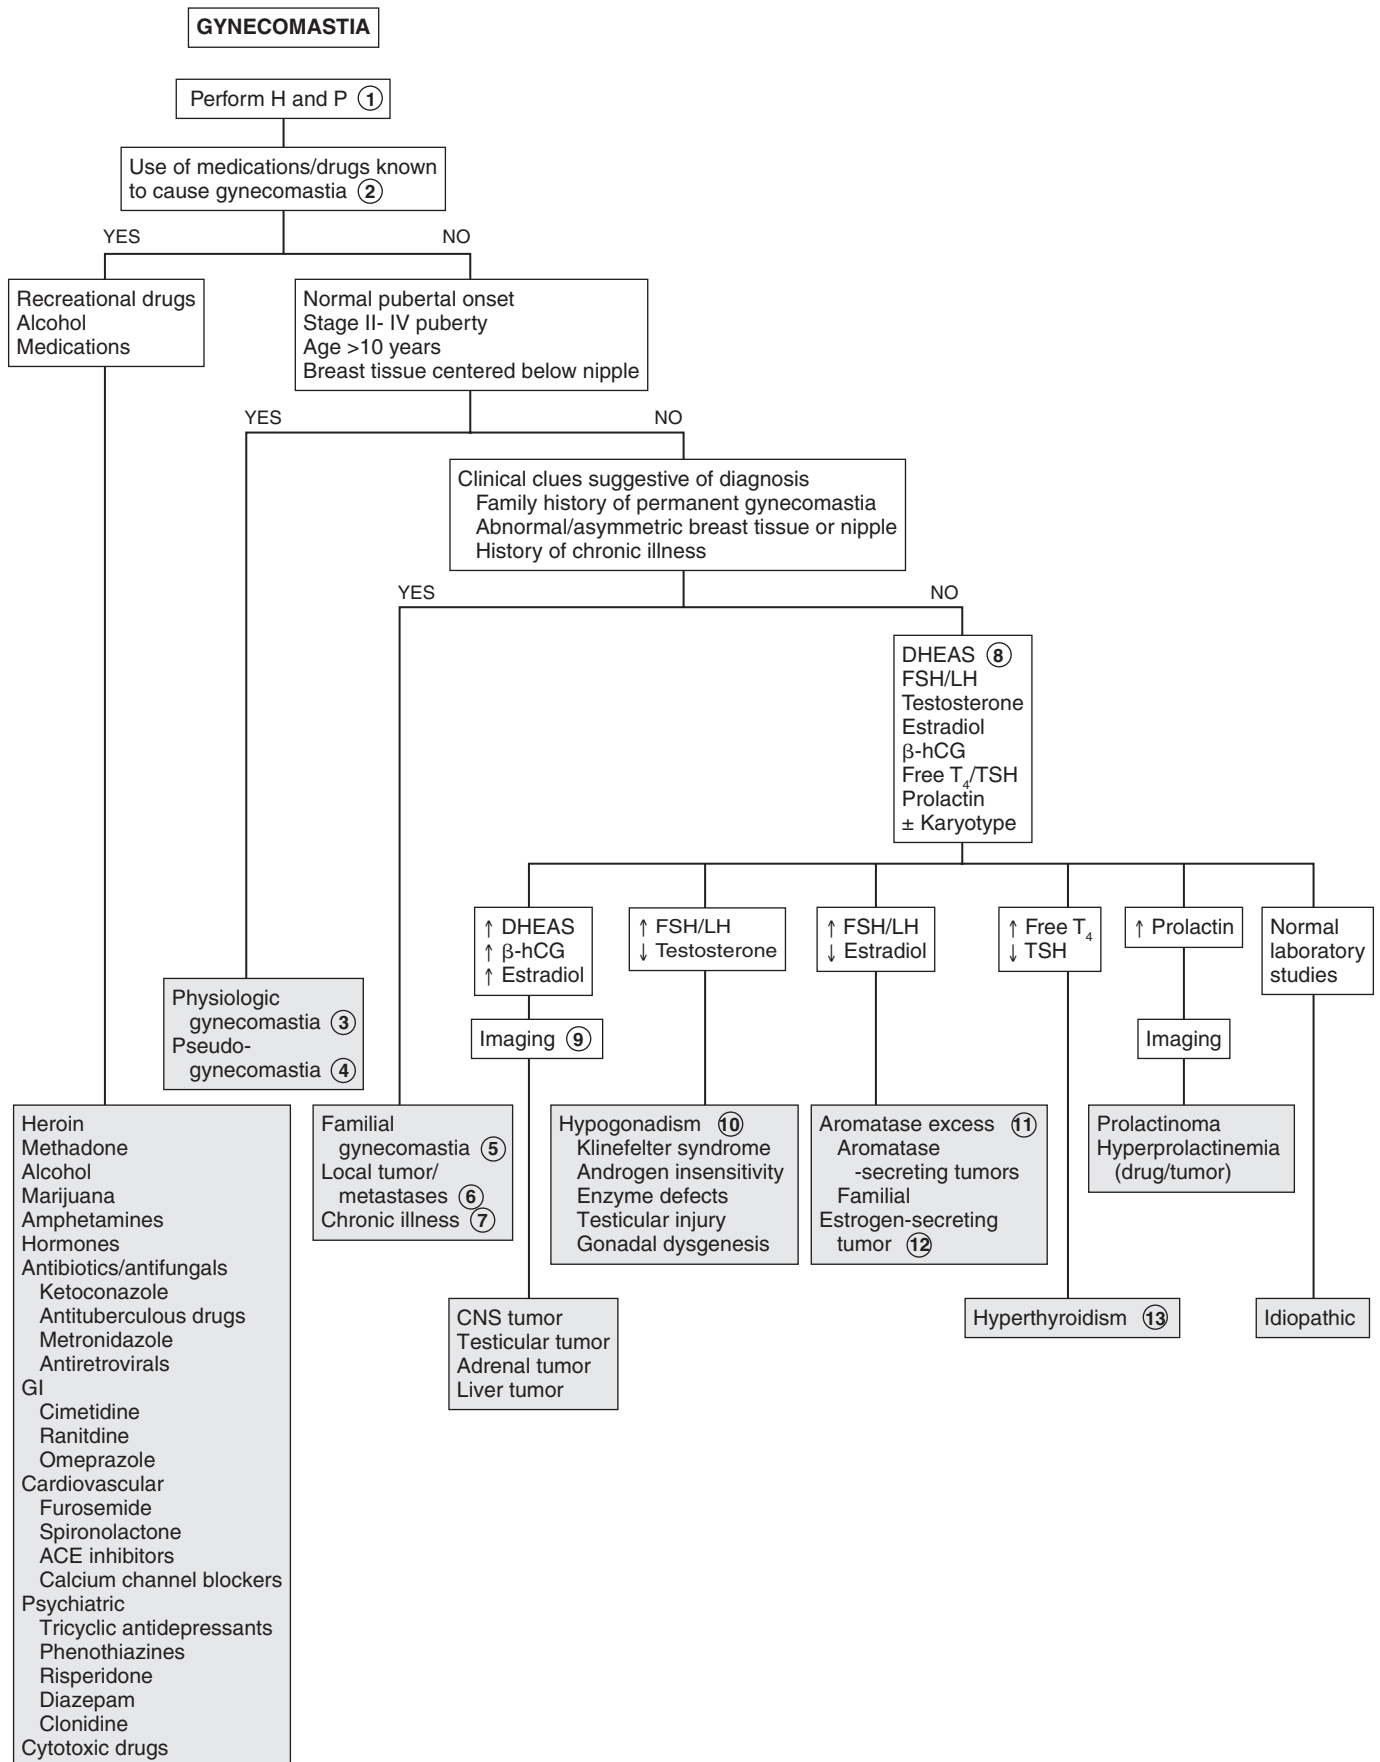 GYNECOMASTIA
Perform H and P 1
Use of medications/drugs known
to cause gynecomastia 2
YES
NO
Recreational drugs
Alcohol
Medications
Normal pubertal onset
Stage II- IV puberty
Age >10 years
Breast tissue centered below nipple
YES
NO
Clinical clues suggestive of diagnosis
Family history of permanent gynecomastia
Abnormal/asymmetric breast tissue or nipple
History of chronic illness
YES
NO
DHEAS 8
FSH/LH
Testosterone
Estradiol
β-hCG
Free T4/TSH
Prolactin
± Karyotype
↑ DHEAS
↑ β-hCG
↑ Estradiol
↑ FSH/LH
↓ Testosterone
↑ FSH/LH
↓ Estradiol
↑ Free T4
↓ TSH
↑ Prolactin
Normal
laboratory
studies
Physiologic
gynecomastia 3
Pseudo-
gynecomastia 4
Imaging 9
Imaging
Heroin
Methadone
Alcohol
Marijuana
Amphetamines
Hormones
Antibiotics/antifungals
Ketoconazole
Antituberculous drugs
Metronidazole
Antiretrovirals
GI
Cimetidine
Ranitdine
Omeprazole
Cardiovascular
Furosemide
Spironolactone
ACE inhibitors
Calcium channel blockers
Psychiatric
Tricyclic antidepressants
Phenothiazines
Risperidone
Diazepam
Clonidine
Cytotoxic drugs
Familial
gynecomastia 5
Local tumor/
metastases 6
Chronic illness 7
Hypogonadism 10
Klinefelter syndrome
Androgen insensitivity
Enzyme defects
Testicular injury
Gonadal dysgenesis
Aromatase excess 11
Aromatase
-secreting tumors
Familial
Estrogen-secreting
tumor 12
Prolactinoma
Hyperprolactinemia
(drug/tumor)
CNS tumor
Testicular tumor
Adrenal tumor
Liver tumor
Hyperthyroidism 13
Idiopathic